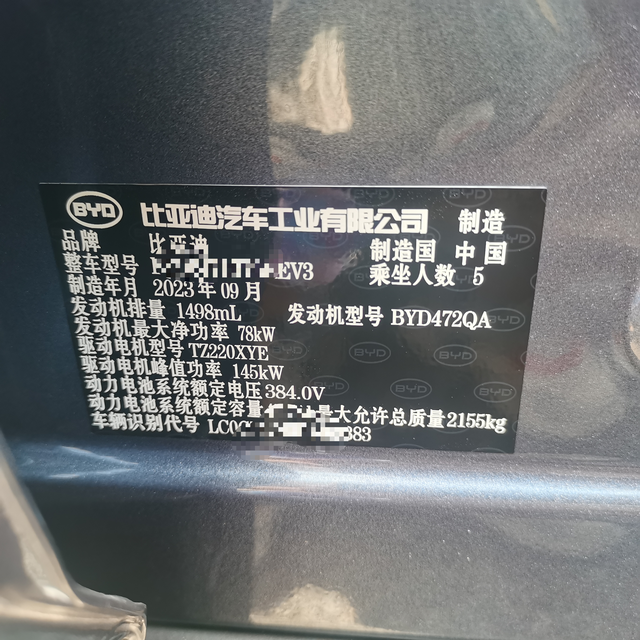 BYD 比亚迪汽车工业有限公司 制造
品牌 比亚迪 制造国 中国
整车型号 EV3 乘坐人数 5
制造年月 2023年09月
发动机排量 1498mL 发动机型号 BYD472QA
发动机最大净功率 78kW
驱动电机型号 TZ220XYE
驱动电机峰值功率 145kW
动力电池系统额定电压 384.0V
动力电池系统额定容量 最大允许总质量 2155kg
车辆识别代号 LC0 383